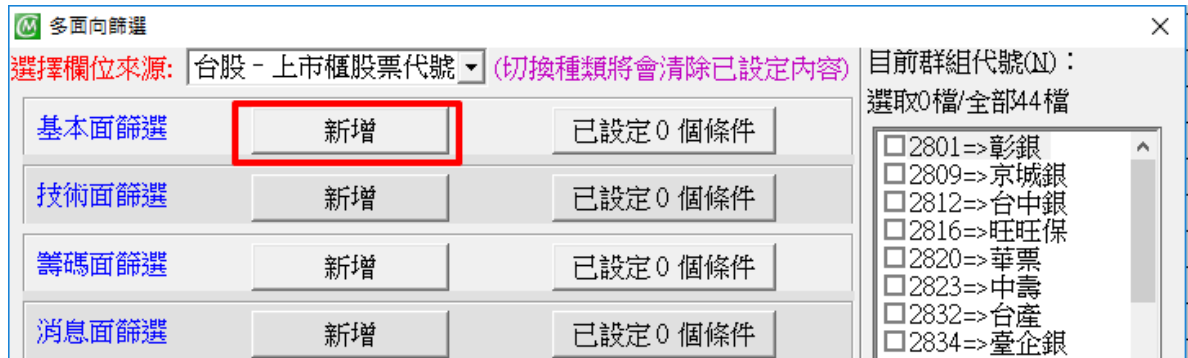 多面向篩選
選擇欄位來源: 台股 - 上市櫃股票代號 (切換種類將會清除已設定內容)
基本面篩選 新增 已設定 0 個條件
技術面篩選 新增 已設定 0 個條件
籌碼面篩選 新增 已設定 0 個條件
消息面篩選 新增 已設定 0 個條件
目前群組代號(N)：
選取0檔/全部44檔
2801=>彰銀
2809=>京城銀
2812=>台中銀
2816=>旺旺保
2820=>華票
2823=>中壽
2832=>台產
2834=>臺企銀